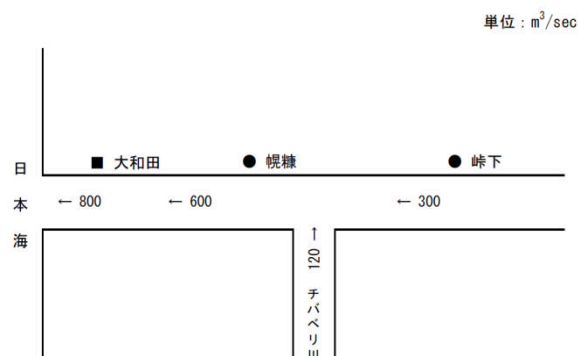 単位：m³/sec
■ 大和田
● 幌糠
● 峠下
日本海
← 800
← 600
← 300
120 →
チバベリ川